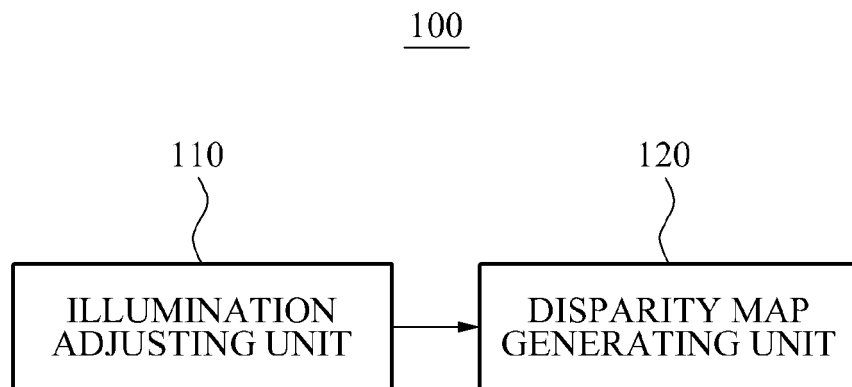 100
110
120
ILLUMINATION
ADJUSTING UNIT
DISPARITY MAP
GENERATING UNIT